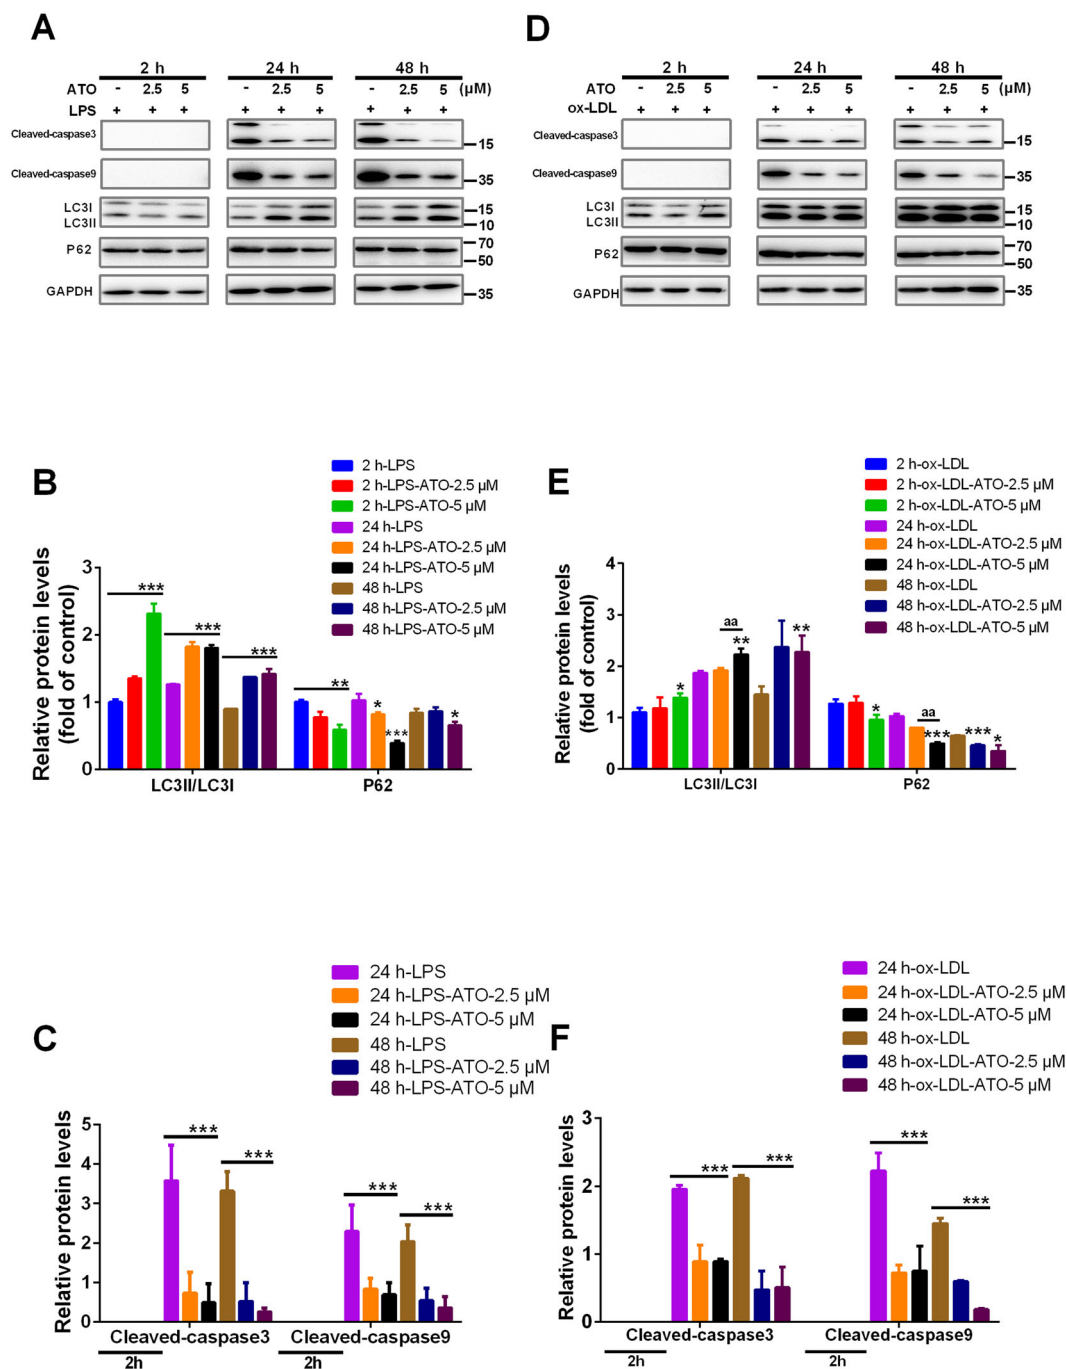 A
2 h 24 h 48 h
ATO - 2.5 5 - 2.5 5 - 2.5 5 (μM)
LPS + + + + + + + + +
Cleaved-caspase3
15
Cleaved-caspase9
35
LC3I
15
LC3II
10
P62
70
50
GAPDH
35
D
2 h 24 h 48 h
ATO - 2.5 5 - 2.5 5 - 2.5 5 (μM)
ox-LDL + + + + + + + + +
Cleaved-caspase3
15
Cleaved-caspase9
35
LC3I
15
LC3II
10
P62
70
50
GAPDH
35
B
2 h-LPS
2 h-LPS-ATO-2.5 μM
2 h-LPS-ATO-5 μM
24 h-LPS
24 h-LPS-ATO-2.5 μM
24 h-LPS-ATO-5 μM
48 h-LPS
48 h-LPS-ATO-2.5 μM
48 h-LPS-ATO-5 μM
Relative protein levels
(fold of control)
3
2
1
0
*** *** *** ** * *** *
LC3II/LC3I P62
E
2 h-ox-LDL
2 h-ox-LDL-ATO-2.5 μM
2 h-ox-LDL-ATO-5 μM
24 h-ox-LDL
24 h-ox-LDL-ATO-2.5 μM
24 h-ox-LDL-ATO-5 μM
48 h-ox-LDL
48 h-ox-LDL-ATO-2.5 μM
48 h-ox-LDL-ATO-5 μM
Relative protein levels
(fold of control)
4
3
2
1
0
* aa ** ** * aa *** *** *
LC3II/LC3I P62
C
24 h-LPS
24 h-LPS-ATO-2.5 μM
24 h-LPS-ATO-5 μM
48 h-LPS
48 h-LPS-ATO-2.5 μM
48 h-LPS-ATO-5 μM
Relative protein levels
5
4
3
2
1
0
*** *** *** ***
Cleaved-caspase3 Cleaved-caspase9
2h 2h
F
24 h-ox-LDL
24 h-ox-LDL-ATO-2.5 μM
24 h-ox-LDL-ATO-5 μM
48 h-ox-LDL
48 h-ox-LDL-ATO-2.5 μM
48 h-ox-LDL-ATO-5 μM
Relative protein levels
3
2
1
0
*** *** *** ***
Cleaved-caspase3 Cleaved-caspase9
2h 2h